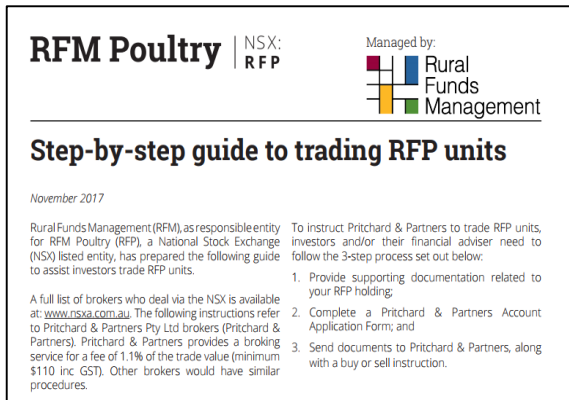 RFM Poultry
NSX:
RFP
Managed by:
Rural
Funds
Management
Step-by-step guide to trading RFP units
November 2017
Rural Funds Management (RFM), as responsible entity
for RFM Poultry (RFP), a National Stock Exchange
(NSX) listed entity, has prepared the following guide
to assist investors trade RFP units.
A full list of brokers who deal via the NSX is available
at: www.nsxa.com.au. The following instructions refer
to Pritchard & Partners Pty Ltd brokers (Pritchard &
Partners). Pritchard & Partners provides a broking
service for a fee of 1.1% of the trade value (minimum
$110 inc GST). Other brokers would have similar
procedures.
To instruct Pritchard & Partners to trade RFP units,
investors and/or their financial adviser need to
follow the 3-step process set out below:
1. Provide supporting documentation related to
your RFP holding;
2. Complete a Pritchard & Partners Account
Application Form; and
3. Send documents to Pritchard & Partners, along
with a buy or sell instruction.